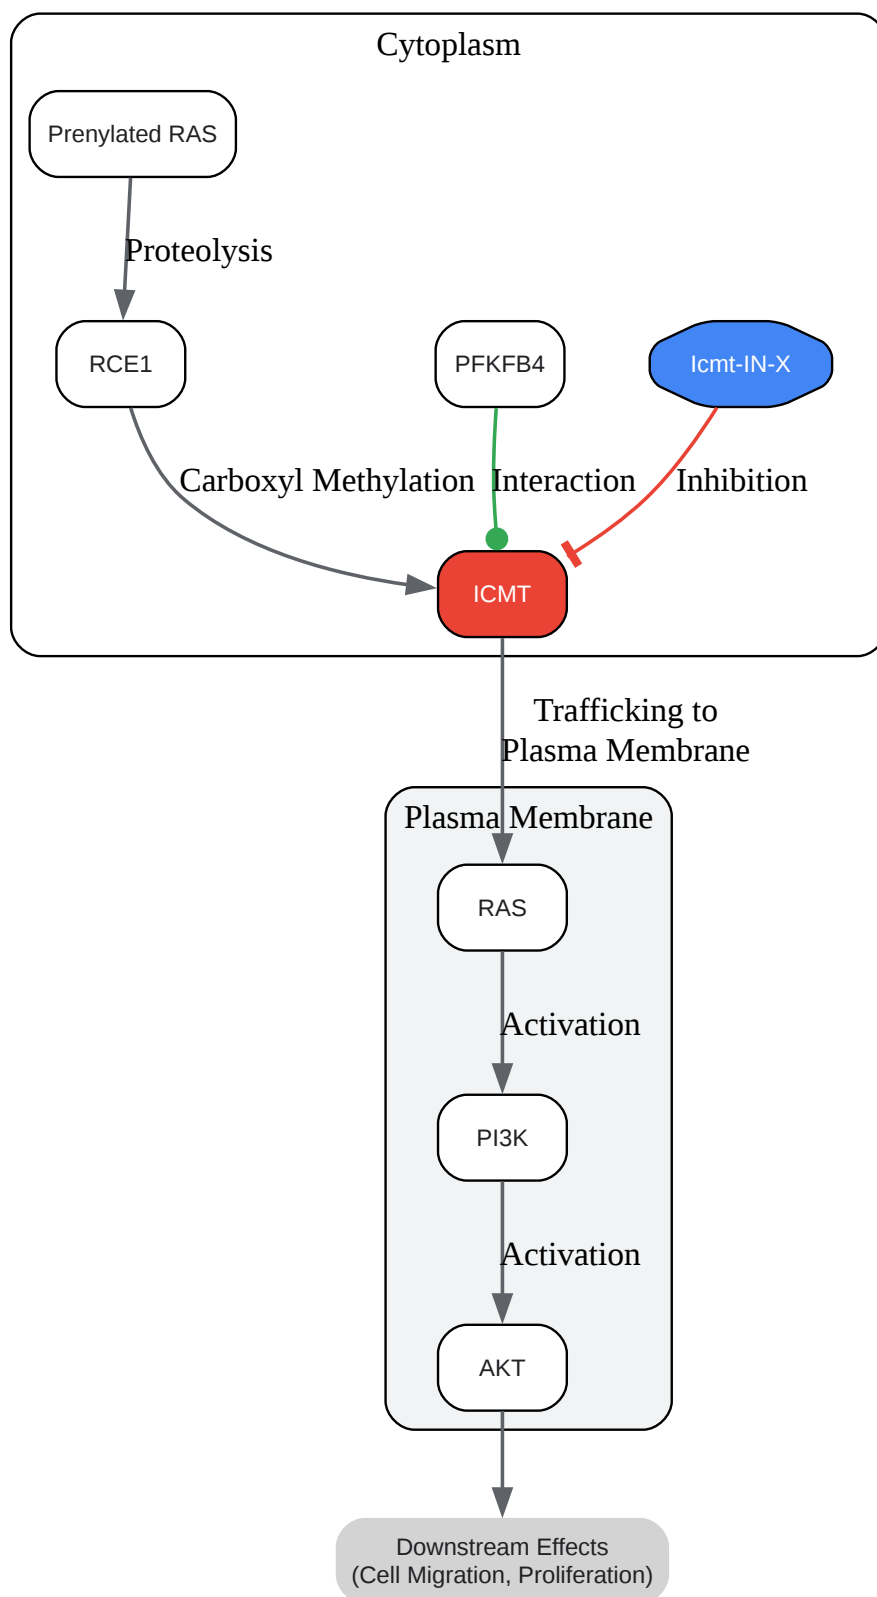 Cytoplasm
Prenylated RAS
Proteolysis
RCE1
PFKFB4
Icmt-IN-X
Carboxyl Methylation
Interaction
Inhibition
ICMT
Trafficking to
Plasma Membrane
Plasma Membrane
RAS
Activation
PI3K
Activation
AKT
Downstream Effects
(Cell Migration, Proliferation)